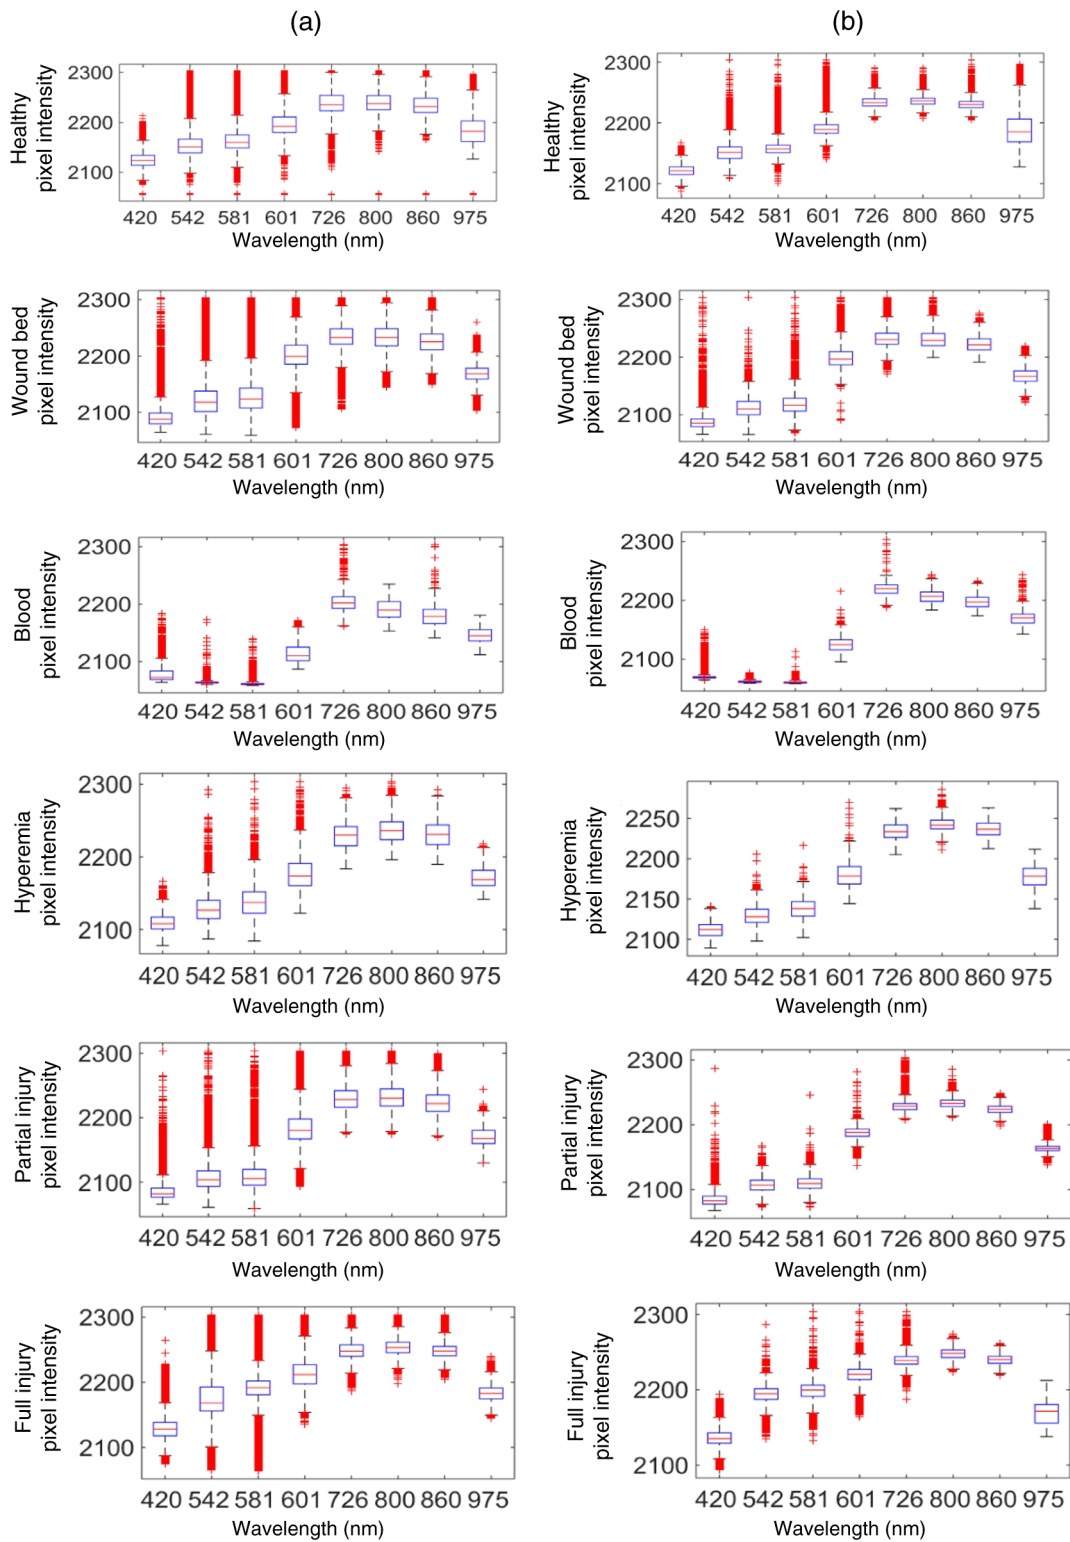 (a)
(b)
Healthy
pixel intensity
2300
2200
2100
420 542 581 601 726 800 860 975
Wavelength (nm)
Healthy
pixel intensity
2300
2200
2100
420 542 581 601 726 800 860 975
Wavelength (nm)
Wound bed
pixel intensity
2300
2200
2100
420 542 581 601 726 800 860 975
Wavelength (nm)
Wound bed
pixel intensity
2300
2200
2100
420 542 581 601 726 800 860 975
Wavelength (nm)
Blood
pixel intensity
2300
2200
2100
420 542 581 601 726 800 860 975
Wavelength (nm)
Blood
pixel intensity
2300
2200
2100
420 542 581 601 726 800 860 975
Wavelength (nm)
Hyperemia
pixel intensity
2300
2200
2100
420 542 581 601 726 800 860 975
Wavelength (nm)
Hyperemia
pixel intensity
2250
2200
2150
2100
420 542 581 601 726 800 860 975
Wavelength (nm)
Partial injury
pixel intensity
2300
2200
2100
420 542 581 601 726 800 860 975
Wavelength (nm)
Partial injury
pixel intensity
2300
2200
2100
420 542 581 601 726 800 860 975
Wavelength (nm)
Full injury
pixel intensity
2300
2200
2100
420 542 581 601 726 800 860 975
Wavelength (nm)
Full injury
pixel intensity
2300
2200
2100
420 542 581 601 726 800 860 975
Wavelength (nm)